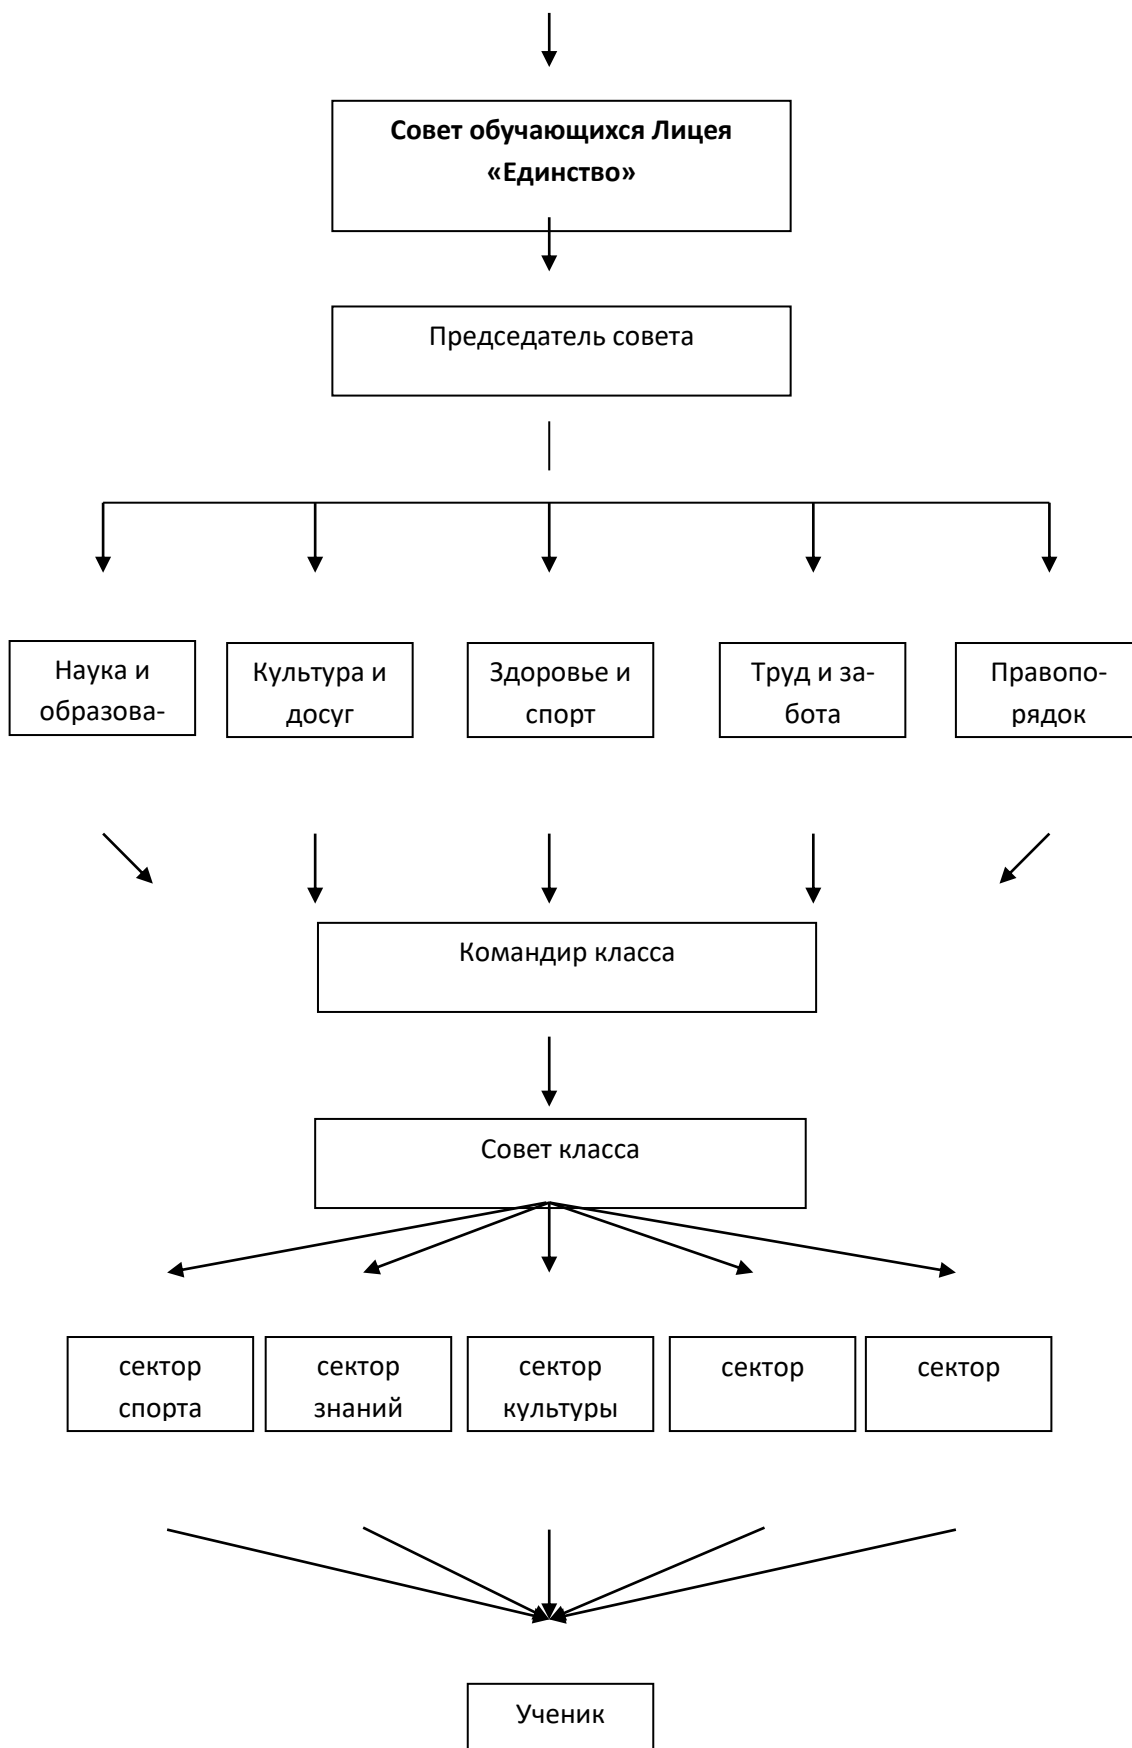 Совет обучающихся Лицея
«Единство»
Председатель совета
Наука и
образова-
Культура и
досуг
Здоровье и
спорт
Труд и за-
бота
Правопо-
рядок
Командир класса
Совет класса
сектор
спорта
сектор
знаний
сектор
культуры
сектор
сектор
Ученик